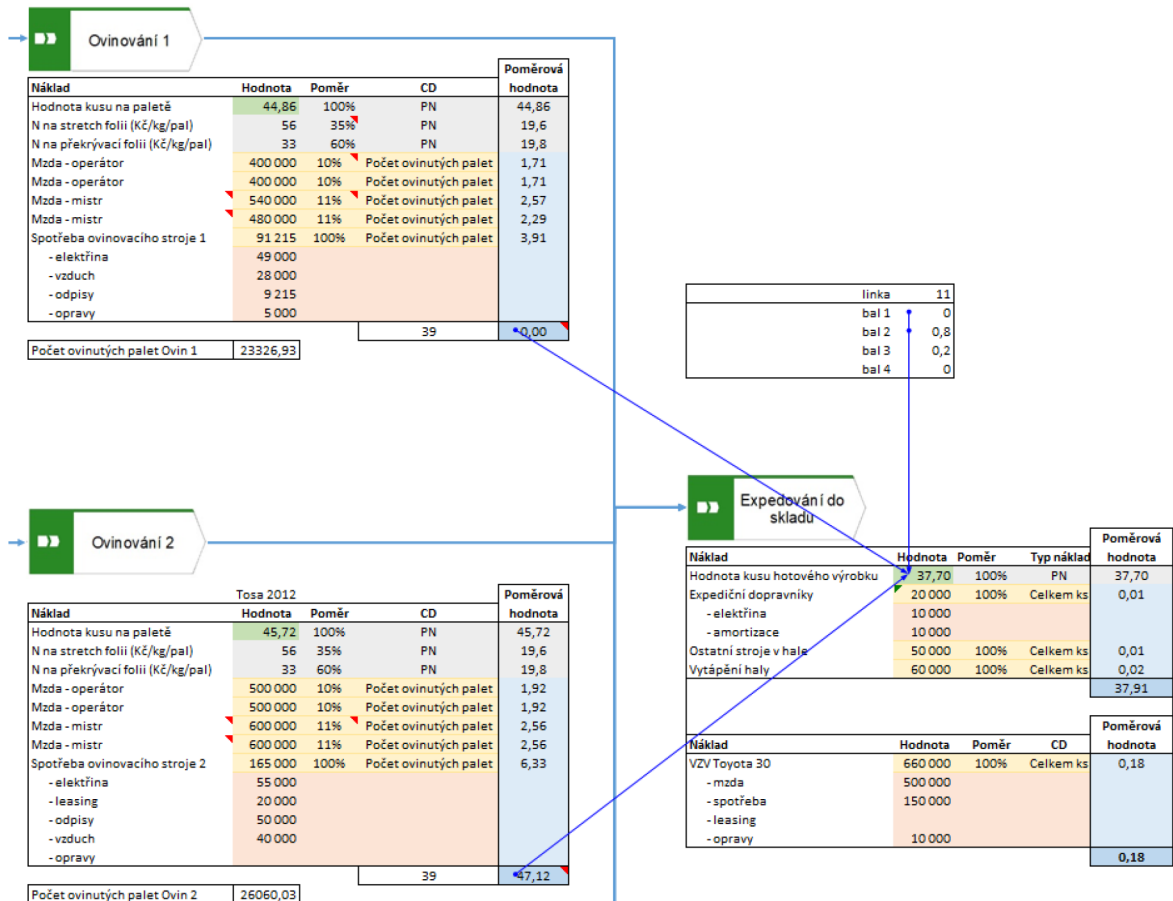 Ovinování 1
Poměrová
Náklad Hodnota Poměr CD hodnota
Hodnota kusu na paletě 44,86 100% PN 44,86
N na stretch folii (Kč/kg/pal) 56 35% PN 19,6
N na překrývací folii (Kč/kg/pal) 33 60% PN 19,8
Mzda - operátor 400 000 10% Počet ovinutých palet 1,71
Mzda - operátor 400 000 10% Počet ovinutých palet 1,71
Mzda - mistr 540 000 11% Počet ovinutých palet 2,57
Mzda - mistr 480 000 11% Počet ovinutých palet 2,29
Spotřeba ovinovacího stroje 1 91 215 100% Počet ovinutých palet 3,91
- elektřina 49 000
- vzduch 28 000
- odpisy 9 215
- opravy 5 000
39 0,00
Počet ovinutých palet Ovin 1 23326,93
linka 11
bal 1 0
bal 2 0,8
bal 3 0,2
bal 4 0
Ovinování 2
Tosa 2012 Poměrová
Náklad Hodnota Poměr CD hodnota
Hodnota kusu na paletě 45,72 100% PN 45,72
N na stretch folii (Kč/kg/pal) 56 35% PN 19,6
N na překrývací folii (Kč/kg/pal) 33 60% PN 19,8
Mzda - operátor 500 000 10% Počet ovinutých palet 1,92
Mzda - operátor 500 000 10% Počet ovinutých palet 1,92
Mzda - mistr 600 000 11% Počet ovinutých palet 2,56
Mzda - mistr 600 000 11% Počet ovinutých palet 2,56
Spotřeba ovinovacího stroje 2 165 000 100% Počet ovinutých palet 6,33
- elektřina 55 000
- leasing 20 000
- odpisy 50 000
- vzduch 40 000
- opravy
39 47,12
Počet ovinutých palet Ovin 2 26060,03
Expedování do
skladu
Poměrová
Náklad Hodnota Poměr Typ náklad hodnota
Hodnota kusu hotového výrobku 37,70 100% PN 37,70
Expediční dopravníky 20 000 100% Celkem ks 0,01
- elektřina 10 000
- amortizace 10 000
Ostatní stroje v hale 50 000 100% Celkem ks 0,01
Vytápění haly 60 000 100% Celkem ks 0,02
37,91
Poměrová
Náklad Hodnota Poměr CD hodnota
VZV Toyota 30 660 000 100% Celkem ks 0,18
- mzda 500 000
- spotřeba 150 000
- leasing
- opravy 10 000
0,18